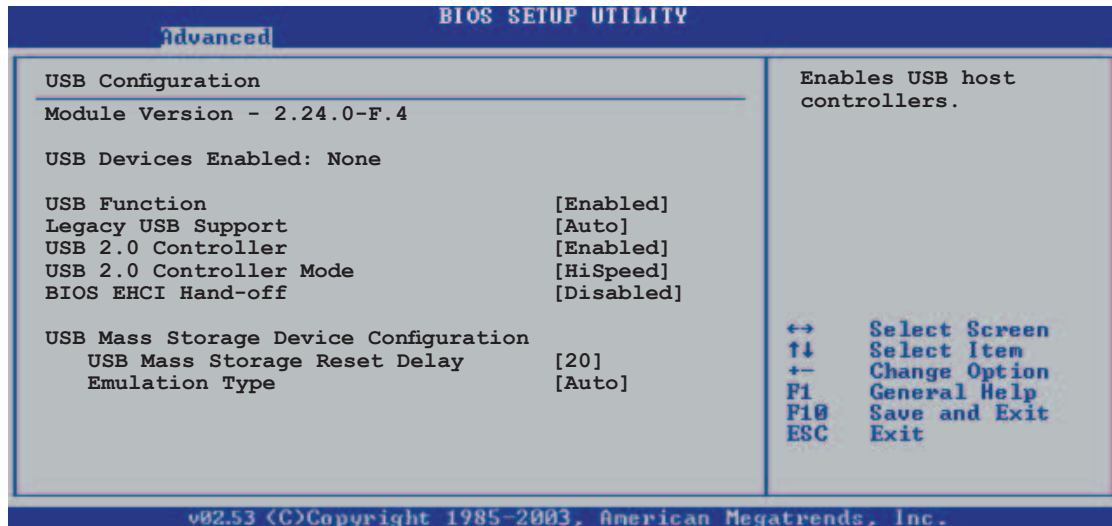 BIOS SETUP UTILITY
Advanced
USB Configuration
Module Version - 2.24.0-F.4
USB Devices Enabled: None
USB Function [Enabled]
Legacy USB Support [Auto]
USB 2.0 Controller [Enabled]
USB 2.0 Controller Mode [HiSpeed]
BIOS EHCI Hand-off [Disabled]
USB Mass Storage Device Configuration
USB Mass Storage Reset Delay [20]
Emulation Type [Auto]
Enables USB host
controllers.
←→ Select Screen
↑↓ Select Item
+- Change Option
F1 General Help
F10 Save and Exit
ESC Exit
v02.53 (C)Copyright 1985-2003, American Megatrends, Inc.